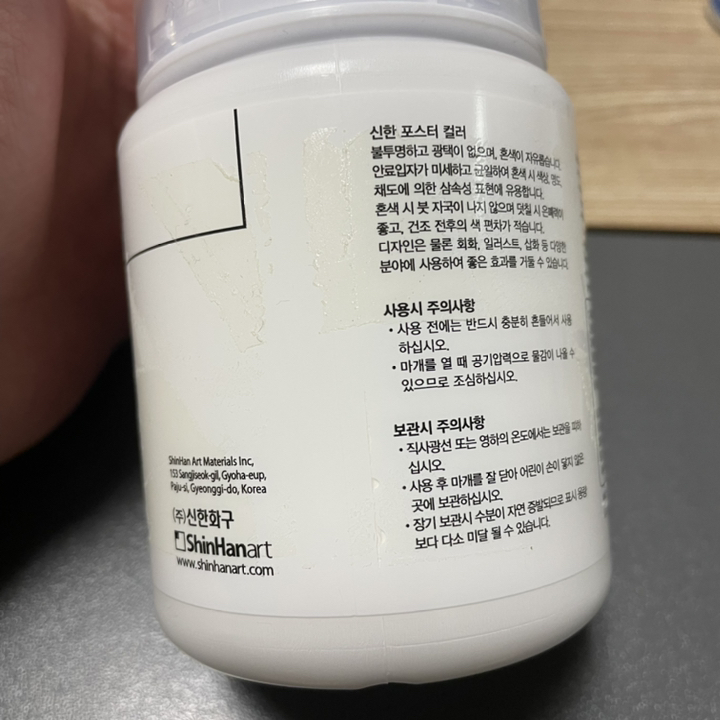 신한 포스터 컬러
불투명하고 광택이 없으며, 혼색이 자유롭습니다.
안료입자가 미세하고 균일하여 혼색 시 색상, 명도,
채도에 의한 삼속성 표현에 유용합니다.
혼색 시 붓 자국이 나지 않으며 덧칠 시 은폐력이
좋고, 건조 전후의 색 편차가 적습니다.
디자인은 물론 회화, 일러스트, 삽화 등 다양한
분야에 사용하여 좋은 효과를 거둘 수 있습니다.
사용시 주의사항
• 사용 전에는 반드시 충분히 흔들어서 사용
하십시오.
• 마개를 열 때 공기압력으로 물감이 나올 수
있으므로 조심하십시오.
보관시 주의사항
• 직사광선 또는 영하의 온도에서는 보관을 피하
십시오.
• 사용 후 마개를 잘 닫아 어린이 손이 닿지 않은
곳에 보관하십시오.
• 장기 보관시 수분이 자연 증발되므로 표시 용량
보다 다소 미달 될 수 있습니다.
ShinHan Art Materials Inc,
153 Sangjiseok-gil, Gyoha-eup,
Paju-si, Gyeonggi-do, Korea
(주)신한화구
ShinHanart
www.shinhanart.com